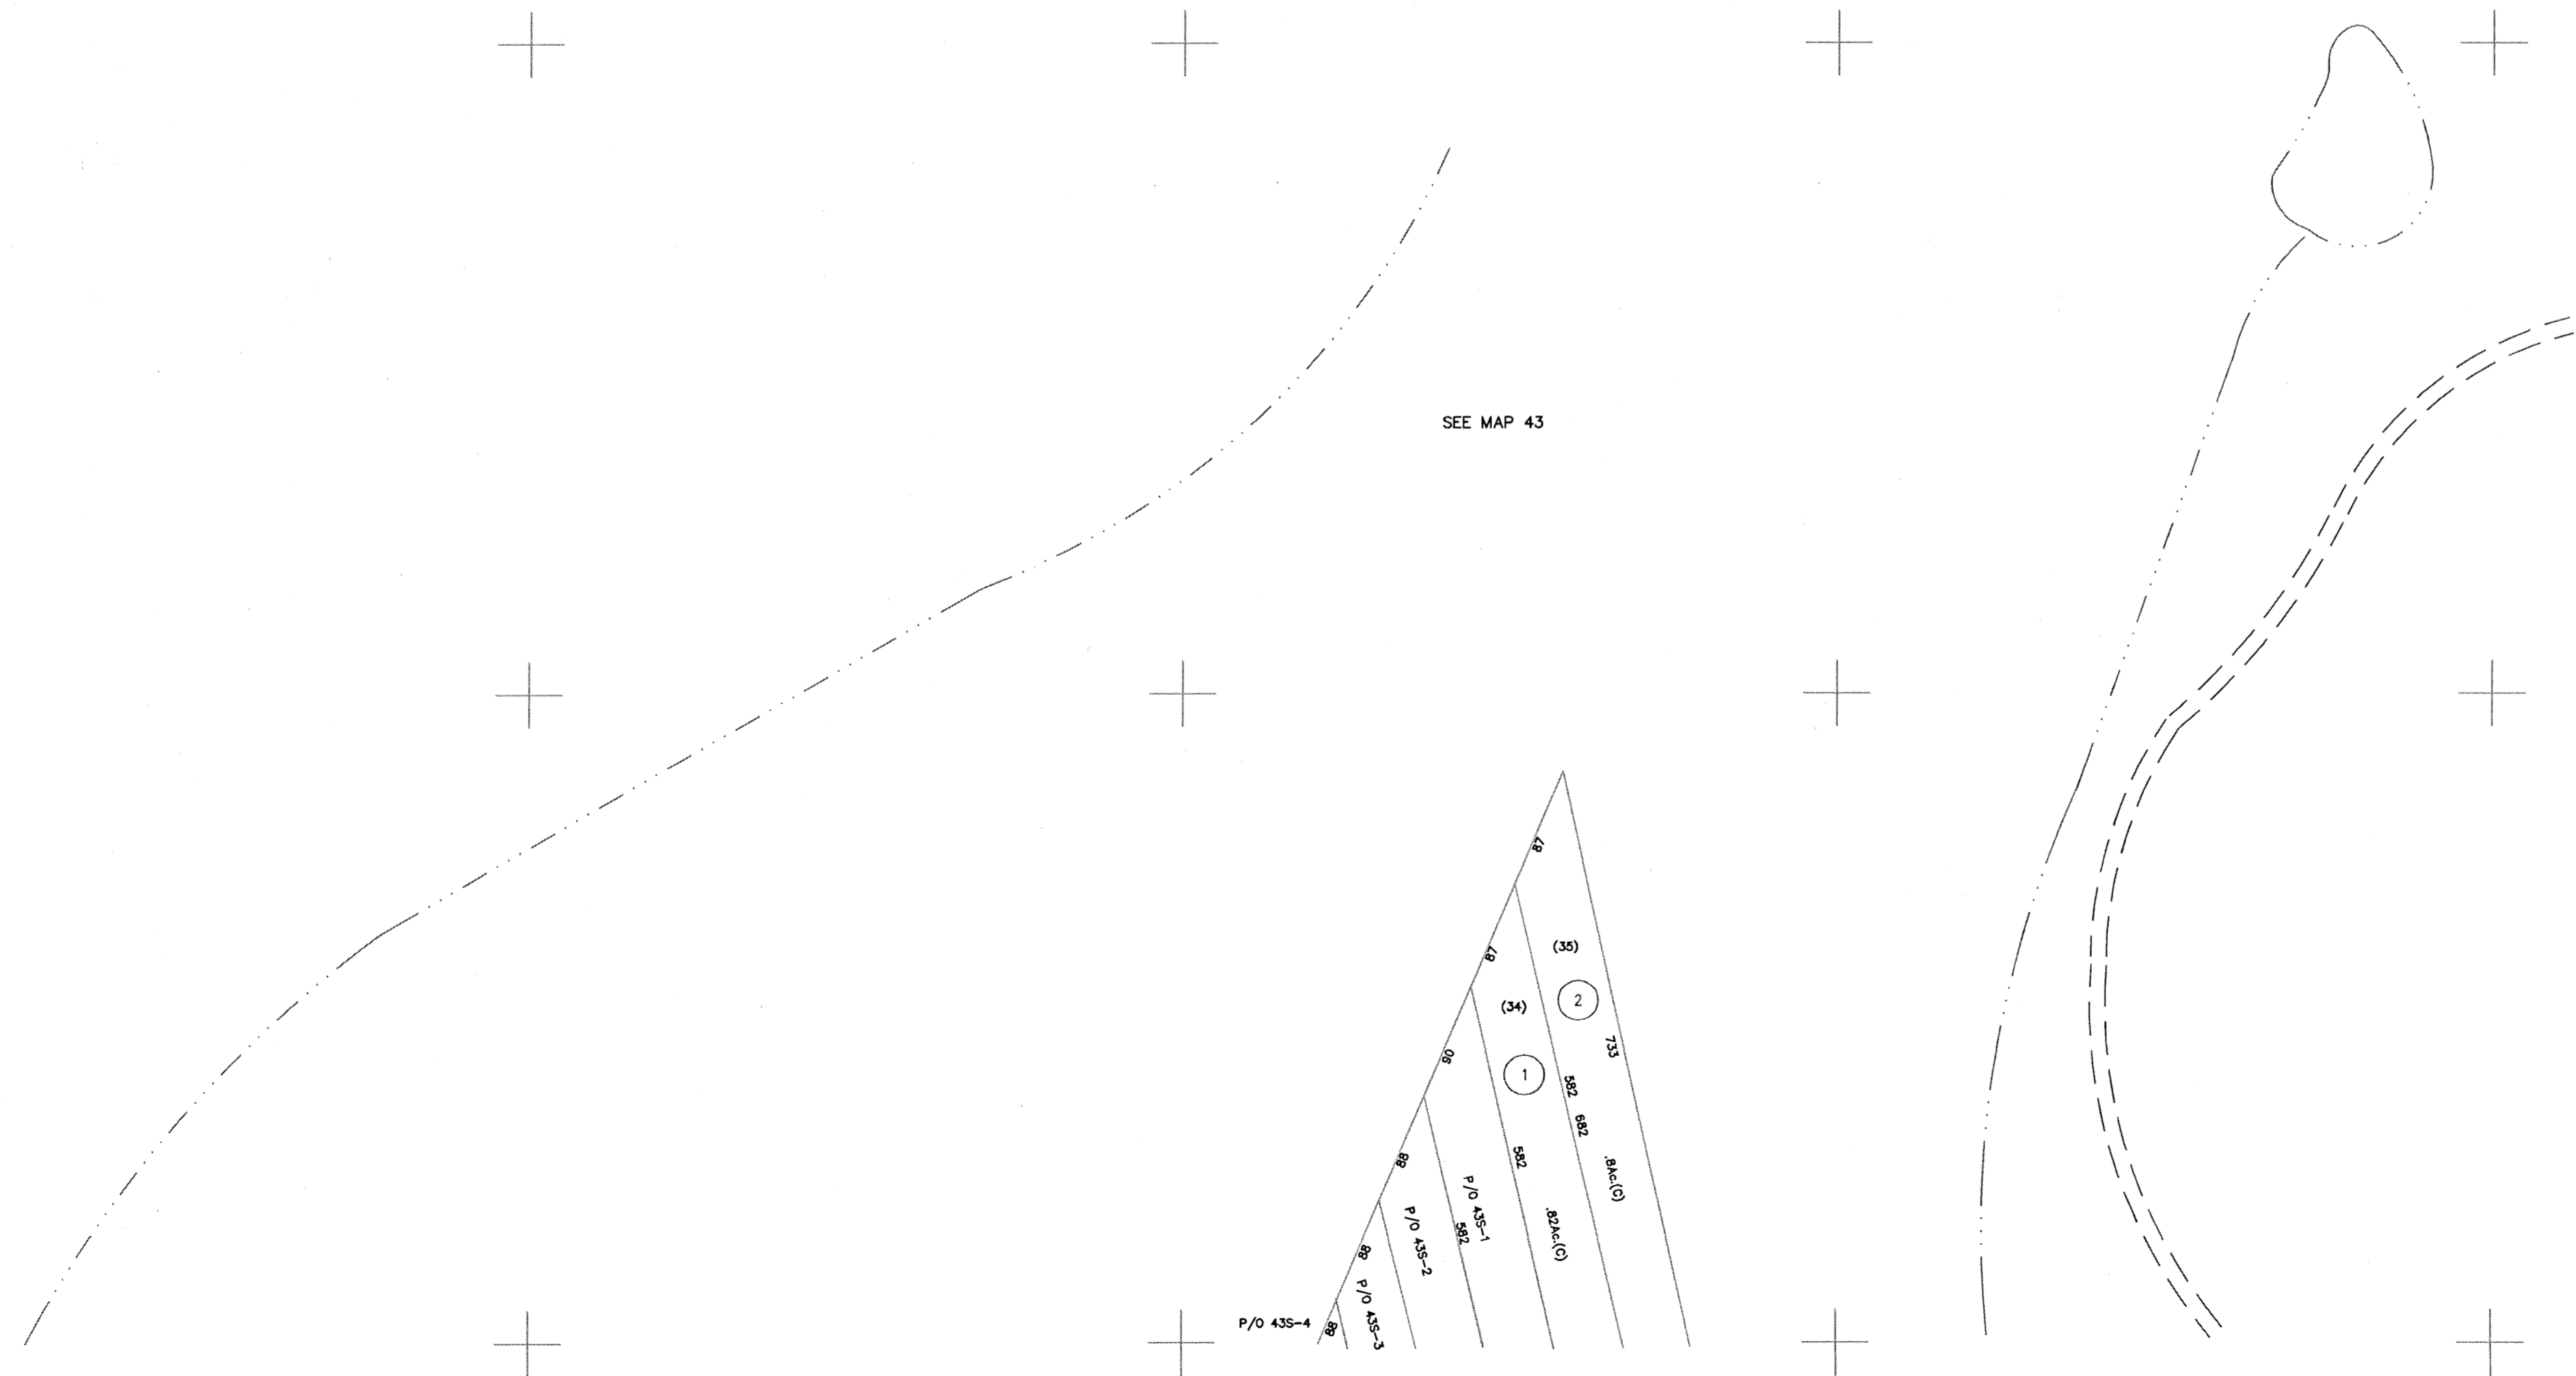 SEE MAP 43
87
87
(35)
2
(34)
1
90
733
582
682
88
582
.8Ac.(C)
P/O 43S-1
582
.82Ac.(C)
P/O 43S-2
88
P/O 43S-3
P/O 43S-4
88